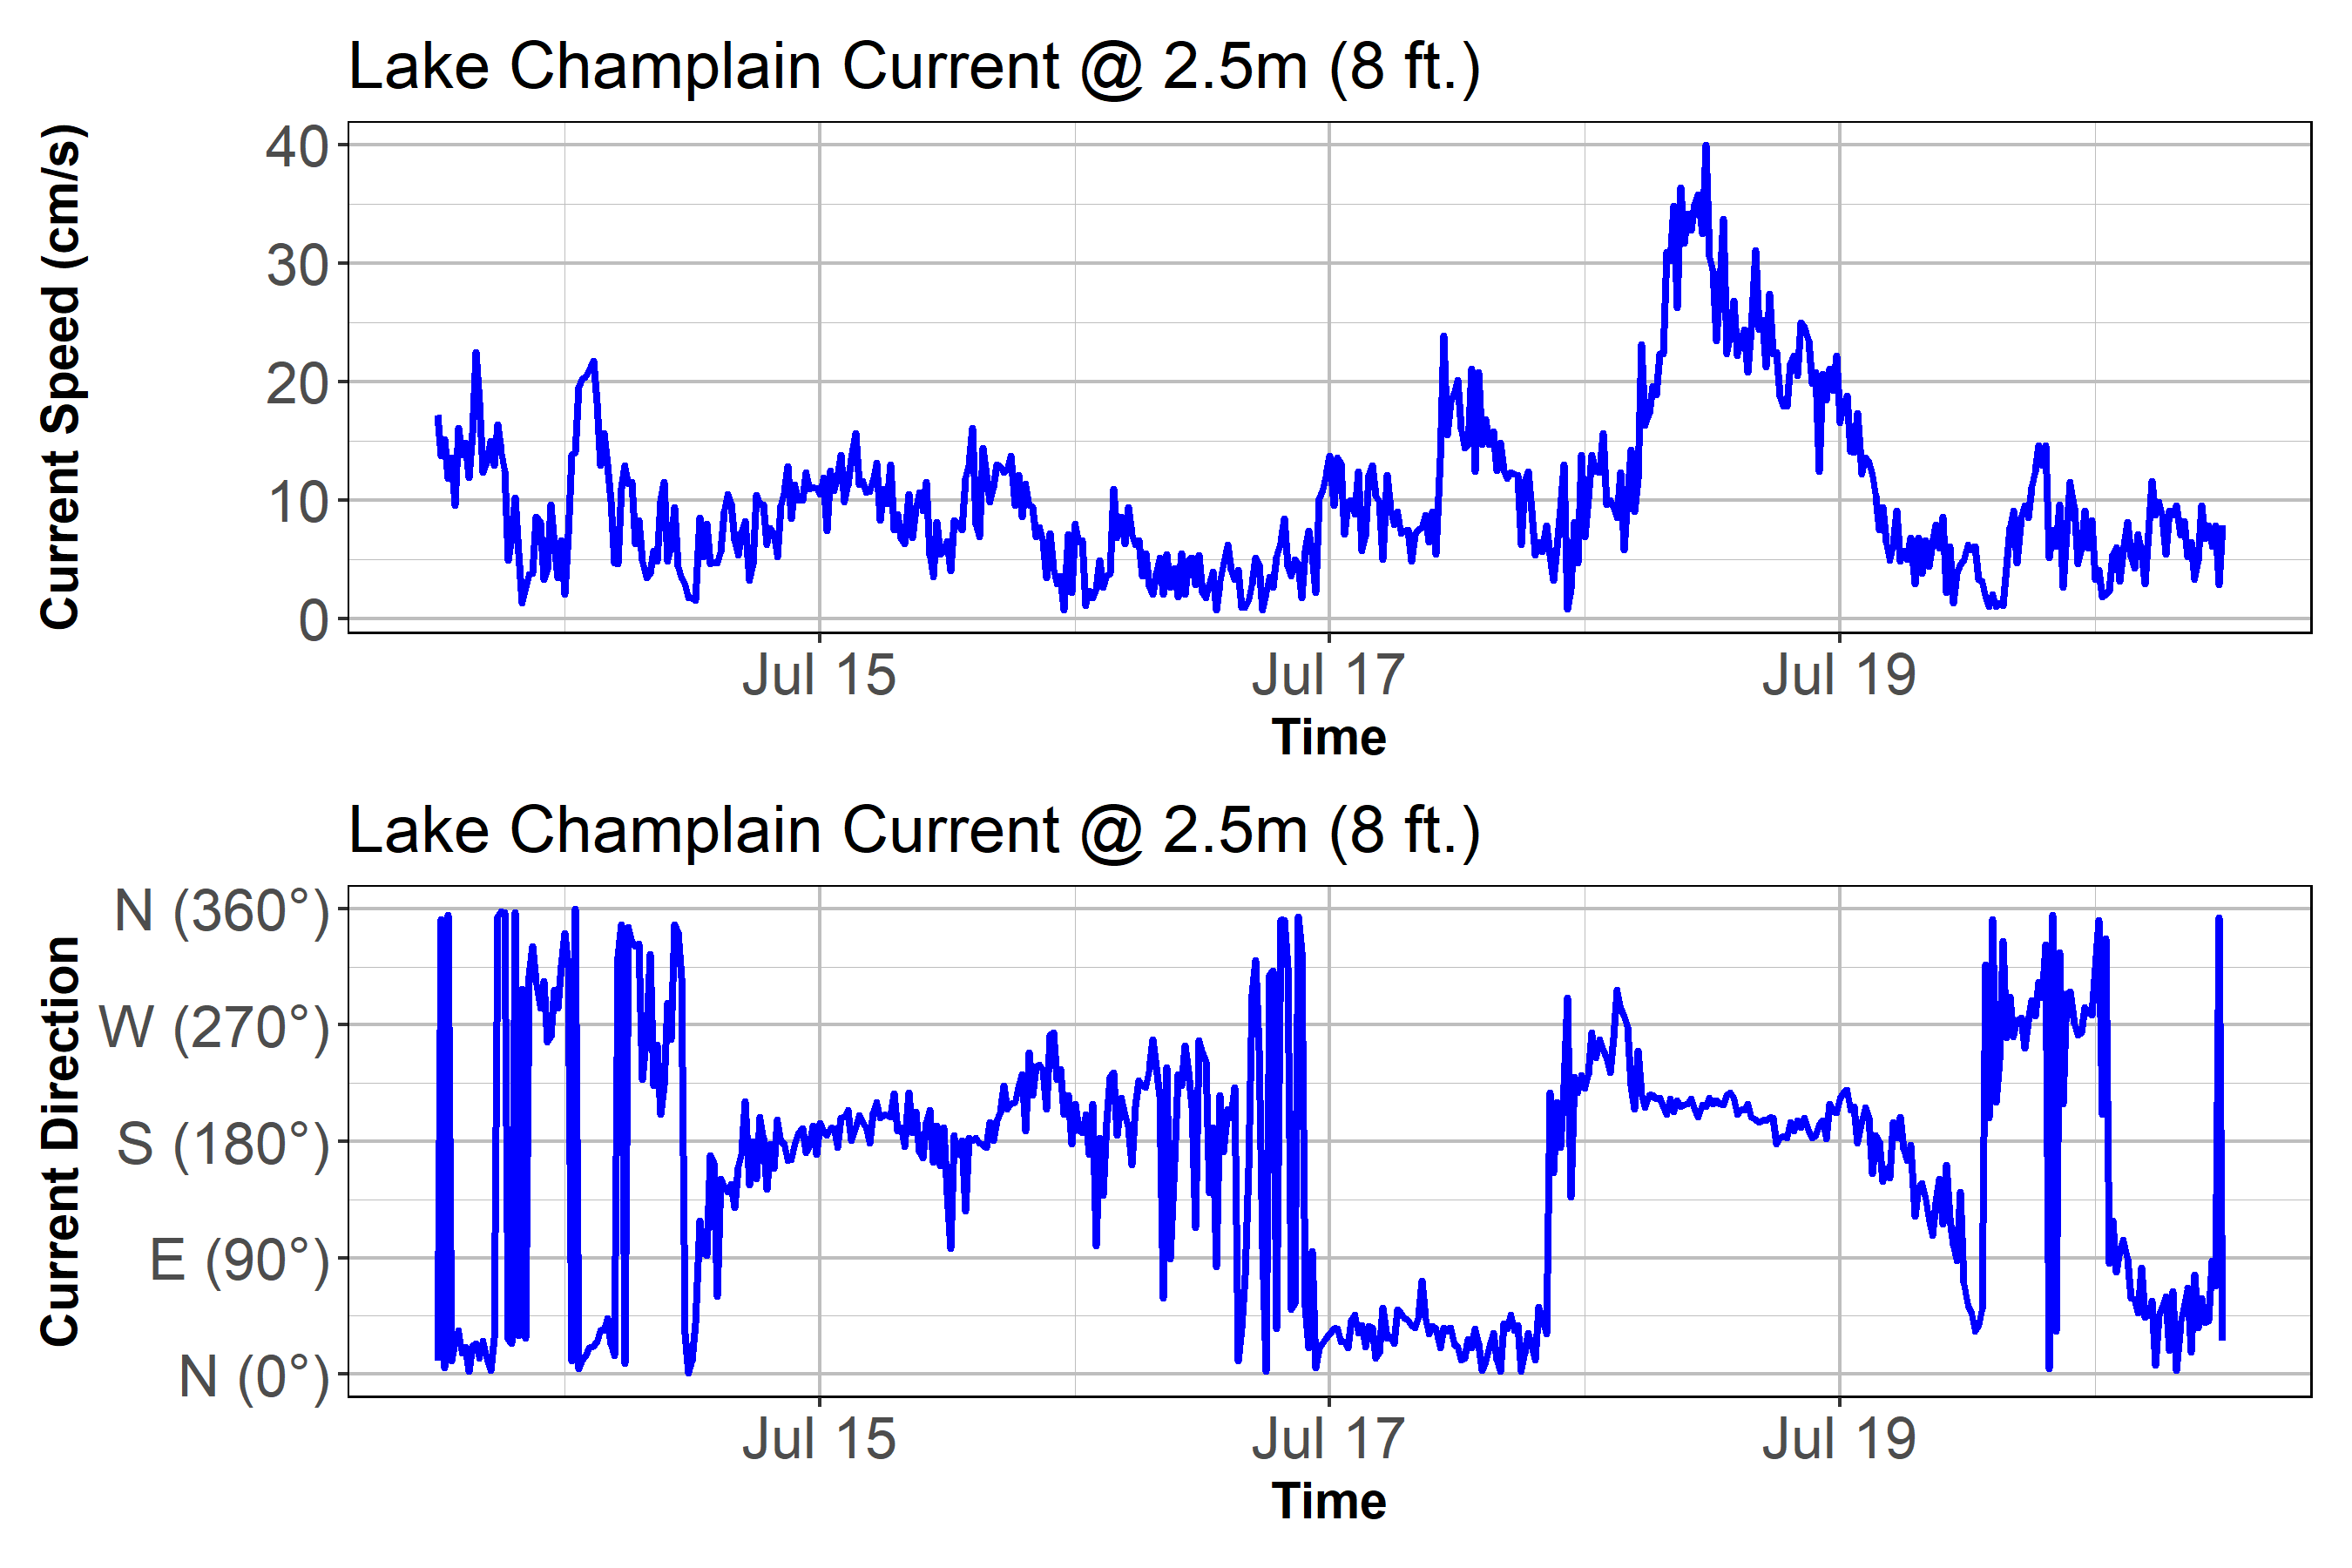 Lake Champlain Current @ 2.5m (8 ft.)
Current Speed (cm/s)
40
30
20
10
0
Jul 15 Jul 17 Jul 19
Time
Lake Champlain Current @ 2.5m (8 ft.)
Current Direction
N (360°)
W (270°)
S (180°)
E (90°)
N (0°)
Jul 15 Jul 17 Jul 19
Time